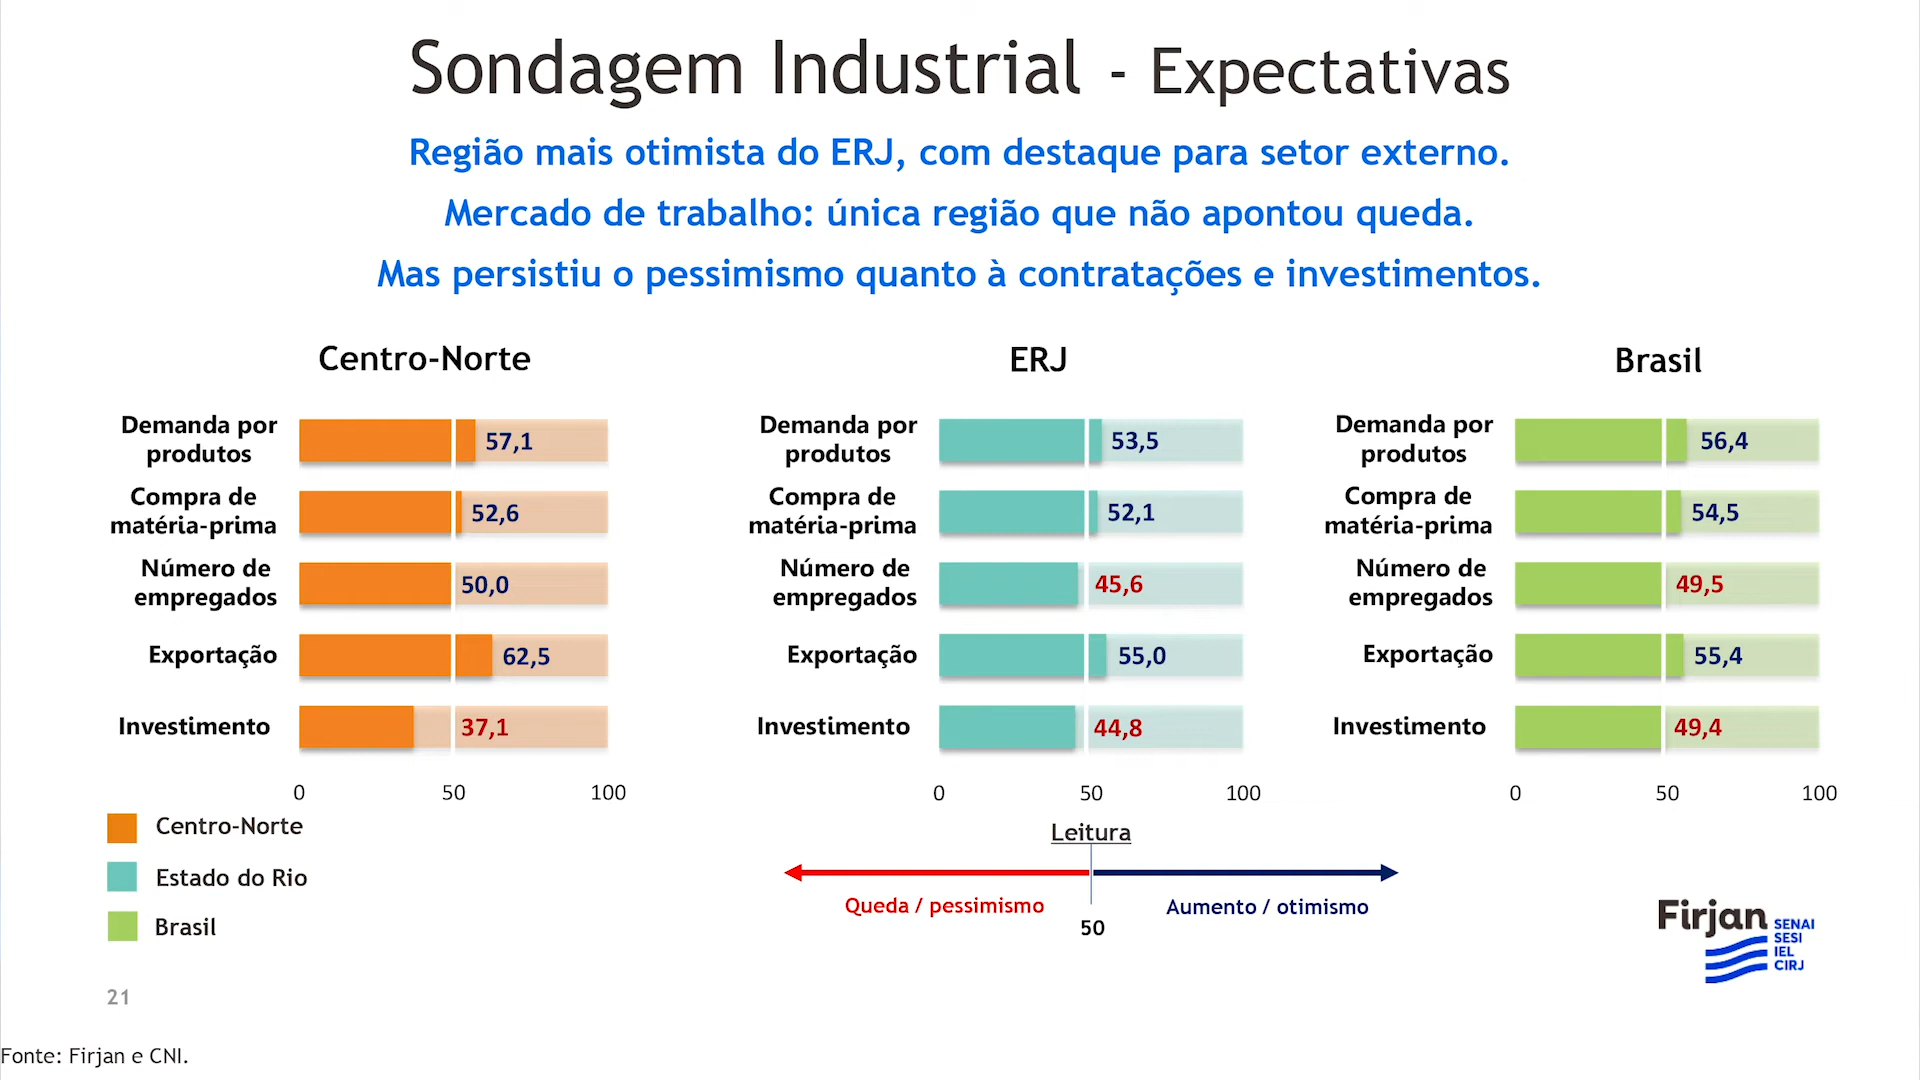 Sondagem Industrial - Expectativas
Região mais otimista do ERJ, com destaque para setor externo.
Mercado de trabalho: única região que não apontou queda.
Mas persistiu o pessimismo quanto à contratações e investimentos.
Centro-Norte
Demanda por
produtos
57,1
Compra de
matéria-prima
52,6
Número de
empregados
50,0
Exportação
62,5
Investimento
37,1
0 50 100
ERJ
Demanda por
produtos
53,5
Compra de
matéria-prima
52,1
Número de
empregados
45,6
Exportação
55,0
Investimento
44,8
0 50 100
Brasil
Demanda por
produtos
56,4
Compra de
matéria-prima
54,5
Número de
empregados
49,5
Exportação
55,4
Investimento
49,4
0 50 100
Centro-Norte
Estado do Rio
Brasil
Leitura
Queda / pessimismo
Aumento / otimismo
50
Firjan
SENAI
SESI
IEL
CIRJ
21
Fonte: Firjan e CNI.